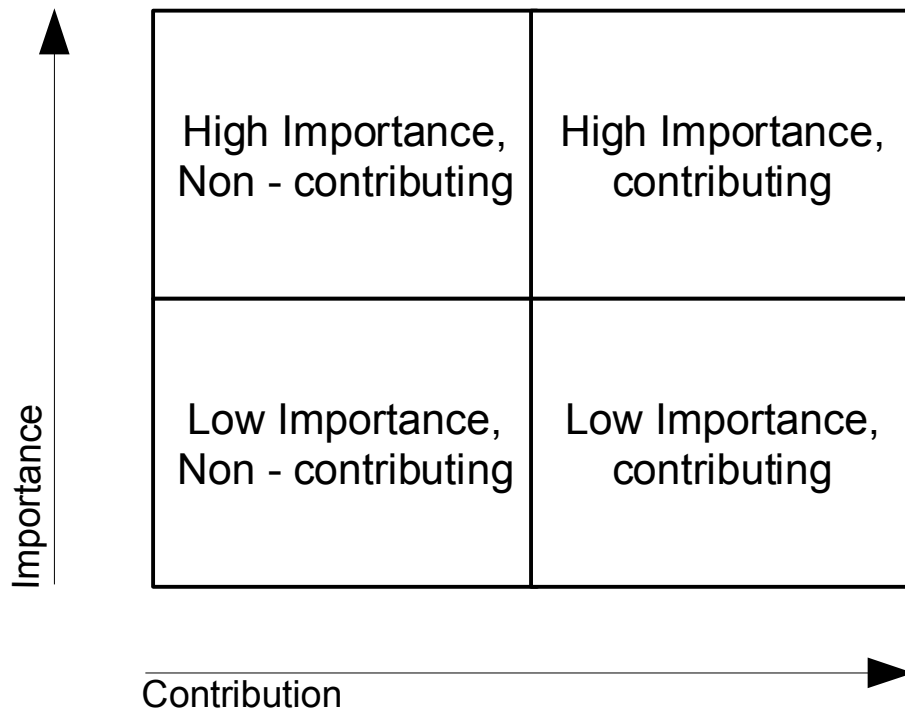 High Importance,
Non - contributing
High Importance,
contributing
Low Importance,
Non - contributing
Low Importance,
contributing
Importance
Contribution